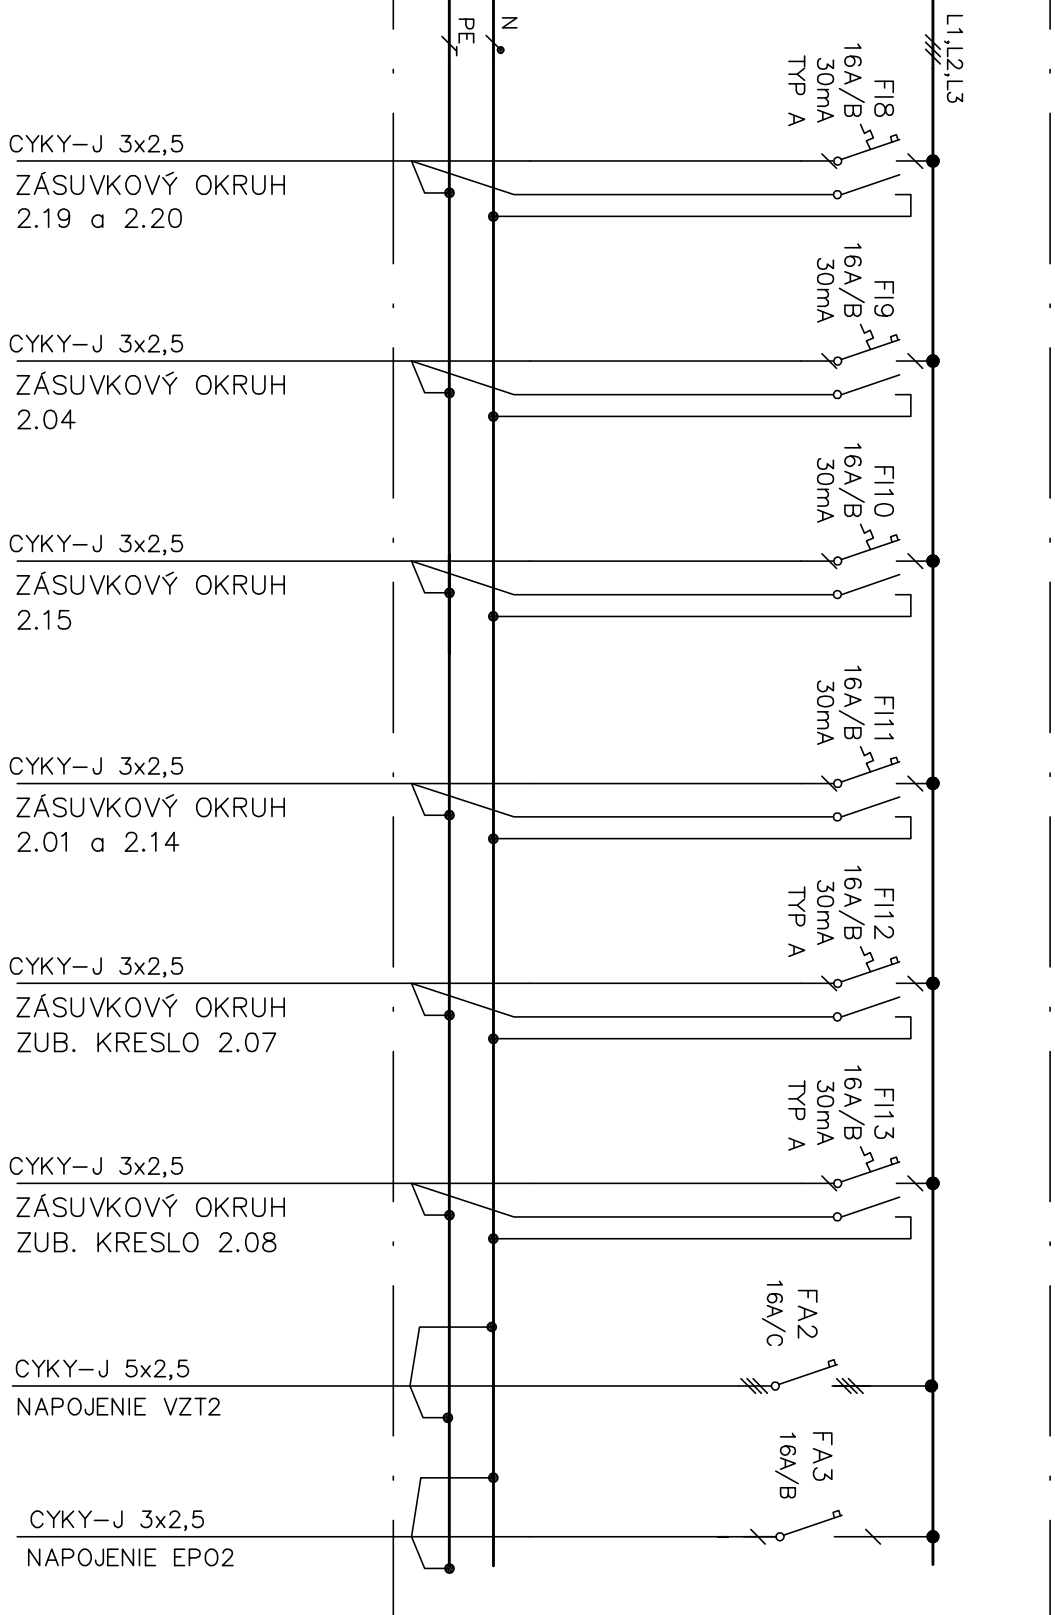 PE
N
L1,L2,L3
FI8
16A/B
30mA
TYP A
CYKY-J 3x2,5
ZÁSUVKOVÝ OKRUH
2.19 a 2.20
FI9
16A/B
30mA
CYKY-J 3x2,5
ZÁSUVKOVÝ OKRUH
2.04
FI10
16A/B
30mA
CYKY-J 3x2,5
ZÁSUVKOVÝ OKRUH
2.15
FI11
16A/B
30mA
CYKY-J 3x2,5
ZÁSUVKOVÝ OKRUH
2.01 a 2.14
FI12
16A/B
30mA
TYP A
CYKY-J 3x2,5
ZÁSUVKOVÝ OKRUH
ZUB. KRESLO 2.07
FI13
16A/B
30mA
TYP A
CYKY-J 3x2,5
ZÁSUVKOVÝ OKRUH
ZUB. KRESLO 2.08
FA2
16A/C
CYKY-J 5x2,5
NAPOJENIE VZT2
FA3
16A/B
CYKY-J 3x2,5
NAPOJENIE EPO2